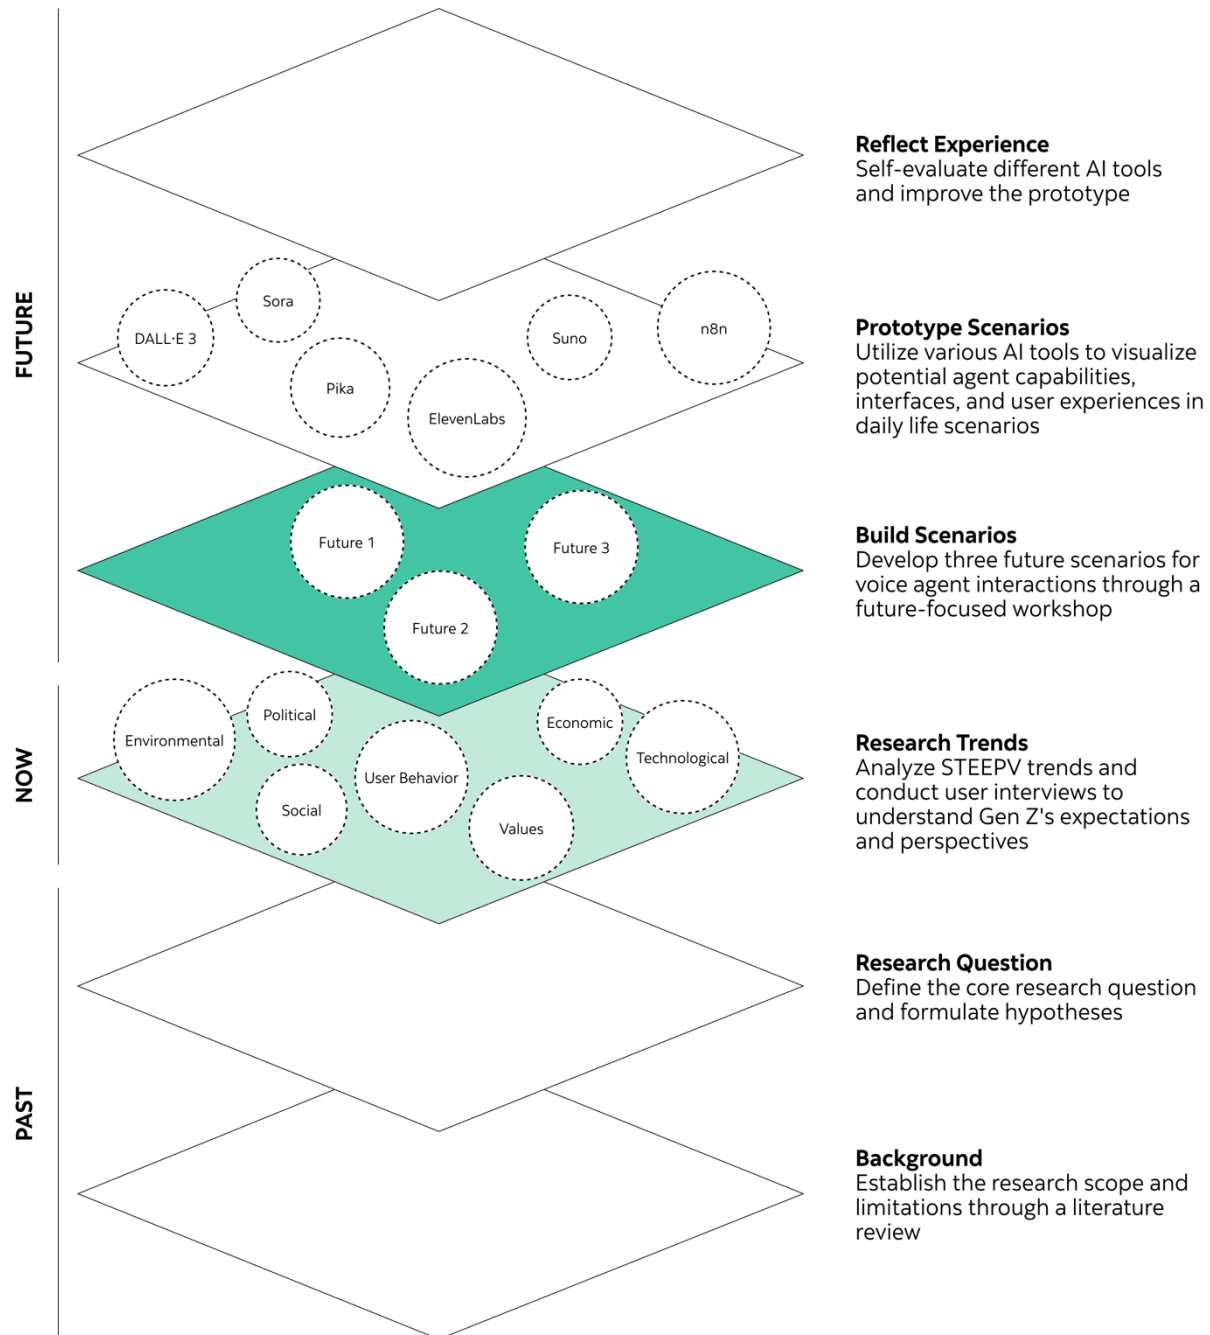 FUTURE
Reflect Experience
Self-evaluate different AI tools
and improve the prototype
Sora
DALL·E 3
Suno
n8n
Pika
ElevenLabs
Prototype Scenarios
Utilize various AI tools to visualize
potential agent capabilities,
interfaces, and user experiences in
daily life scenarios
Future 1
Future 3
Future 2
Build Scenarios
Develop three future scenarios for
voice agent interactions through a
future-focused workshop
NOW
Environmental
Political
Economic
Technological
User Behavior
Social
Values
Research Trends
Analyze STEEPV trends and
conduct user interviews to
understand Gen Z's expectations
and perspectives
PAST
Research Question
Define the core research question
and formulate hypotheses
Background
Establish the research scope and
limitations through a literature
review